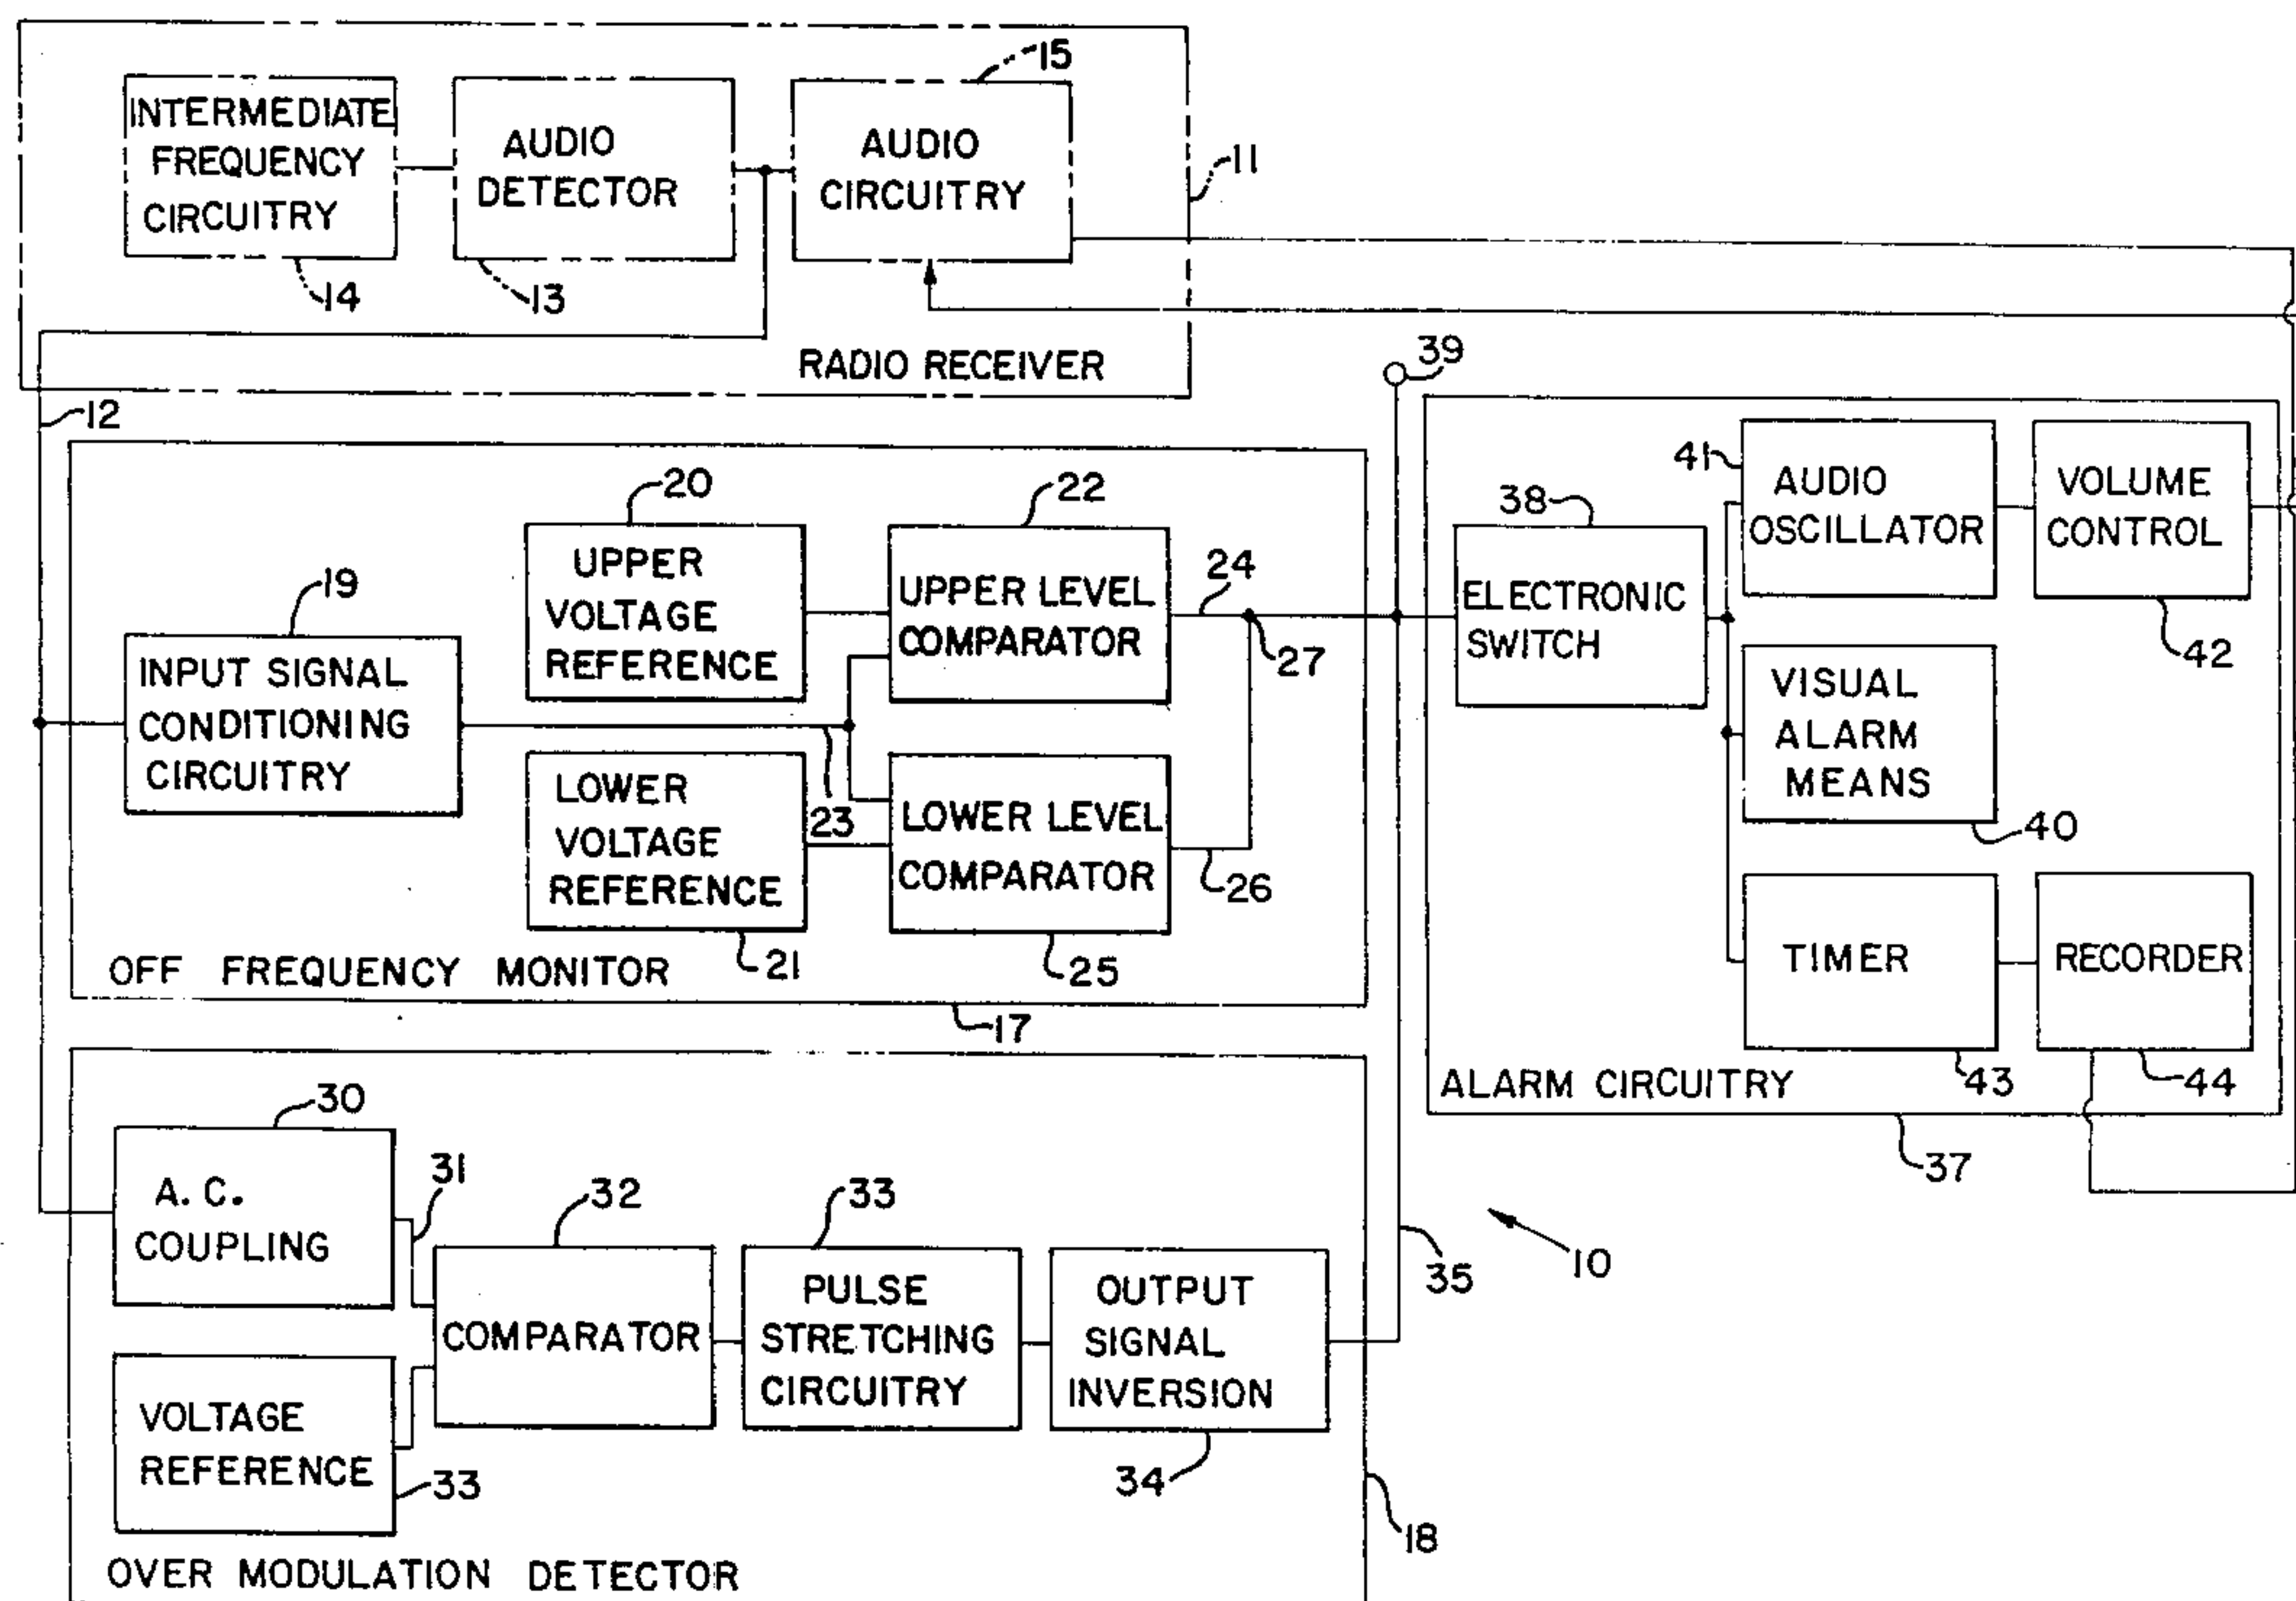 15
INTERMEDIATE
FREQUENCY
CIRCUITRY
AUDIO
DETECTOR
AUDIO
CIRCUITRY
11
14
13
RADIO RECEIVER
39
12
20
22
41
AUDIO
OSCILLATOR
VOLUME
CONTROL
38
UPPER
VOLTAGE
REFERENCE
UPPER LEVEL
COMPARATOR
24
19
ELECTRONIC
SWITCH
27
42
INPUT SIGNAL
CONDITIONING
CIRCUITRY
VISUAL
ALARM
MEANS
LOWER
VOLTAGE
REFERENCE
23
LOWER LEVEL
COMPARATOR
40
26
TIMER
RECORDER
OFF FREQUENCY MONITOR
21
25
17
ALARM CIRCUITRY
43
44
30
31
37
A.C.
COUPLING
32
33
35
10
COMPARATOR
PULSE
STRETCHING
CIRCUITRY
OUTPUT
SIGNAL
INVERSION
VOLTAGE
REFERENCE
33
34
18
OVER MODULATION DETECTOR